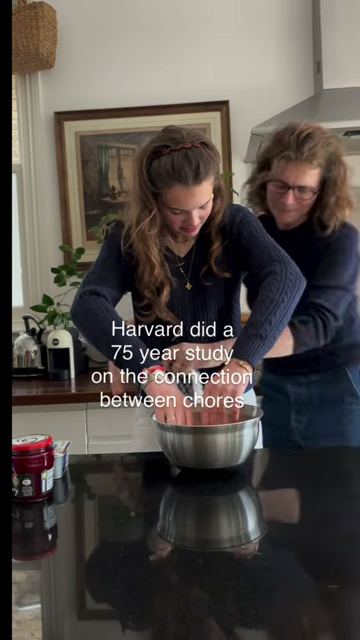 Harvard did a
75 year study
on the connection
between chores